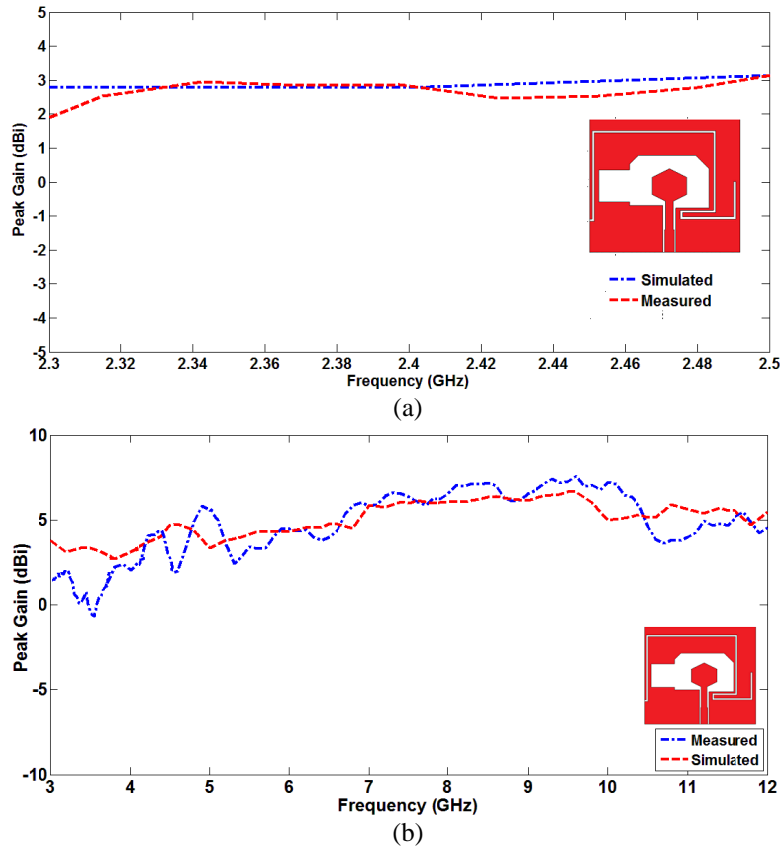 5
4
3
2
1
0
-1
-2
-3
-4
-5
Peak Gain (dBi)
Simulated
Measured
2.3 2.32 2.34 2.36 2.38 2.4 2.42 2.44 2.46 2.48 2.5
Frequency (GHz)
(a)
10
5
0
-5
-10
Peak Gain (dBi)
Measured
Simulated
3 4 5 6 7 8 9 10 11 12
Frequency (GHz)
(b)